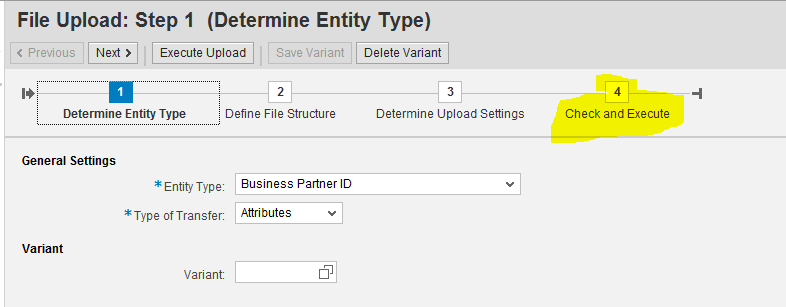 File Upload: Step 1 (Determine Entity Type)
Previous Next Execute Upload Save Variant Delete Variant
1 2 3 4
Determine Entity Type Define File Structure Determine Upload Settings Check and Execute
General Settings
* Entity Type: Business Partner ID
* Type of Transfer: Attributes
Variant
Variant: